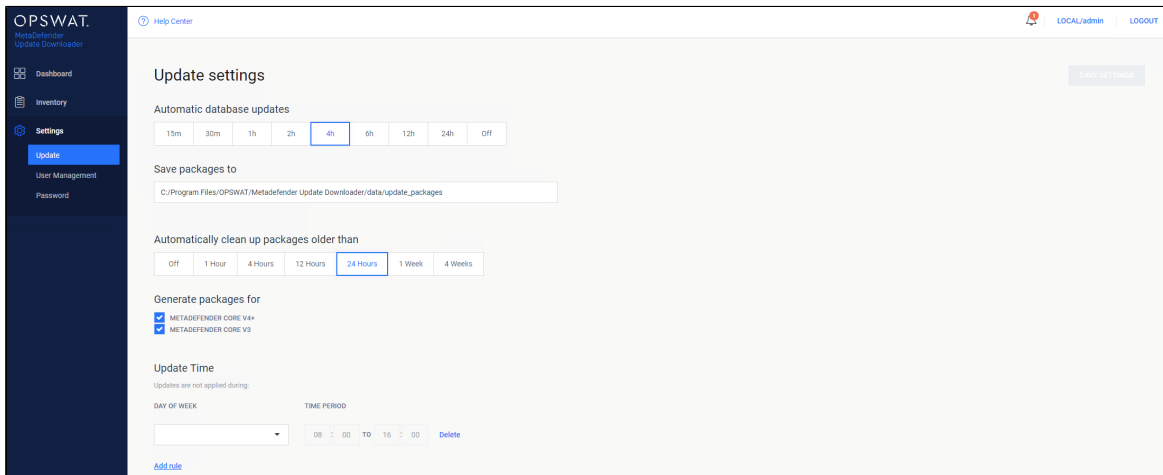 OPSWAT.
MetaDefender
Update Downloader
Dashboard
Inventory
Settings
Update
User Management
Password
? Help Center
1
LOCAL/admin
LOGOUT
Update settings
SAVE SETTINGS
Automatic database updates
15m 30m 1h 2h 4h 6h 12h 24h Off
Save packages to
C:/Program Files/OPSWAT/Metadefender Update Downloader/data/update_packages
Automatically clean up packages older than
Off 1 Hour 4 Hours 12 Hours 24 Hours 1 Week 4 Weeks
Generate packages for
METADEFENDER CORE V4+
METADEFENDER CORE V3
Update Time
Updates are not applied during:
DAY OF WEEK TIME PERIOD
08 : 00 TO 16 : 00 Delete
Add rule